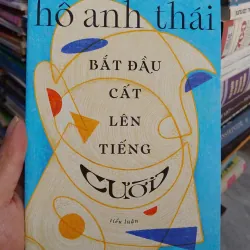 hồ anh thái
BẮT ĐẦU
CẤT
LÊN
TIẾNG
CƯỜI
tiểu luận